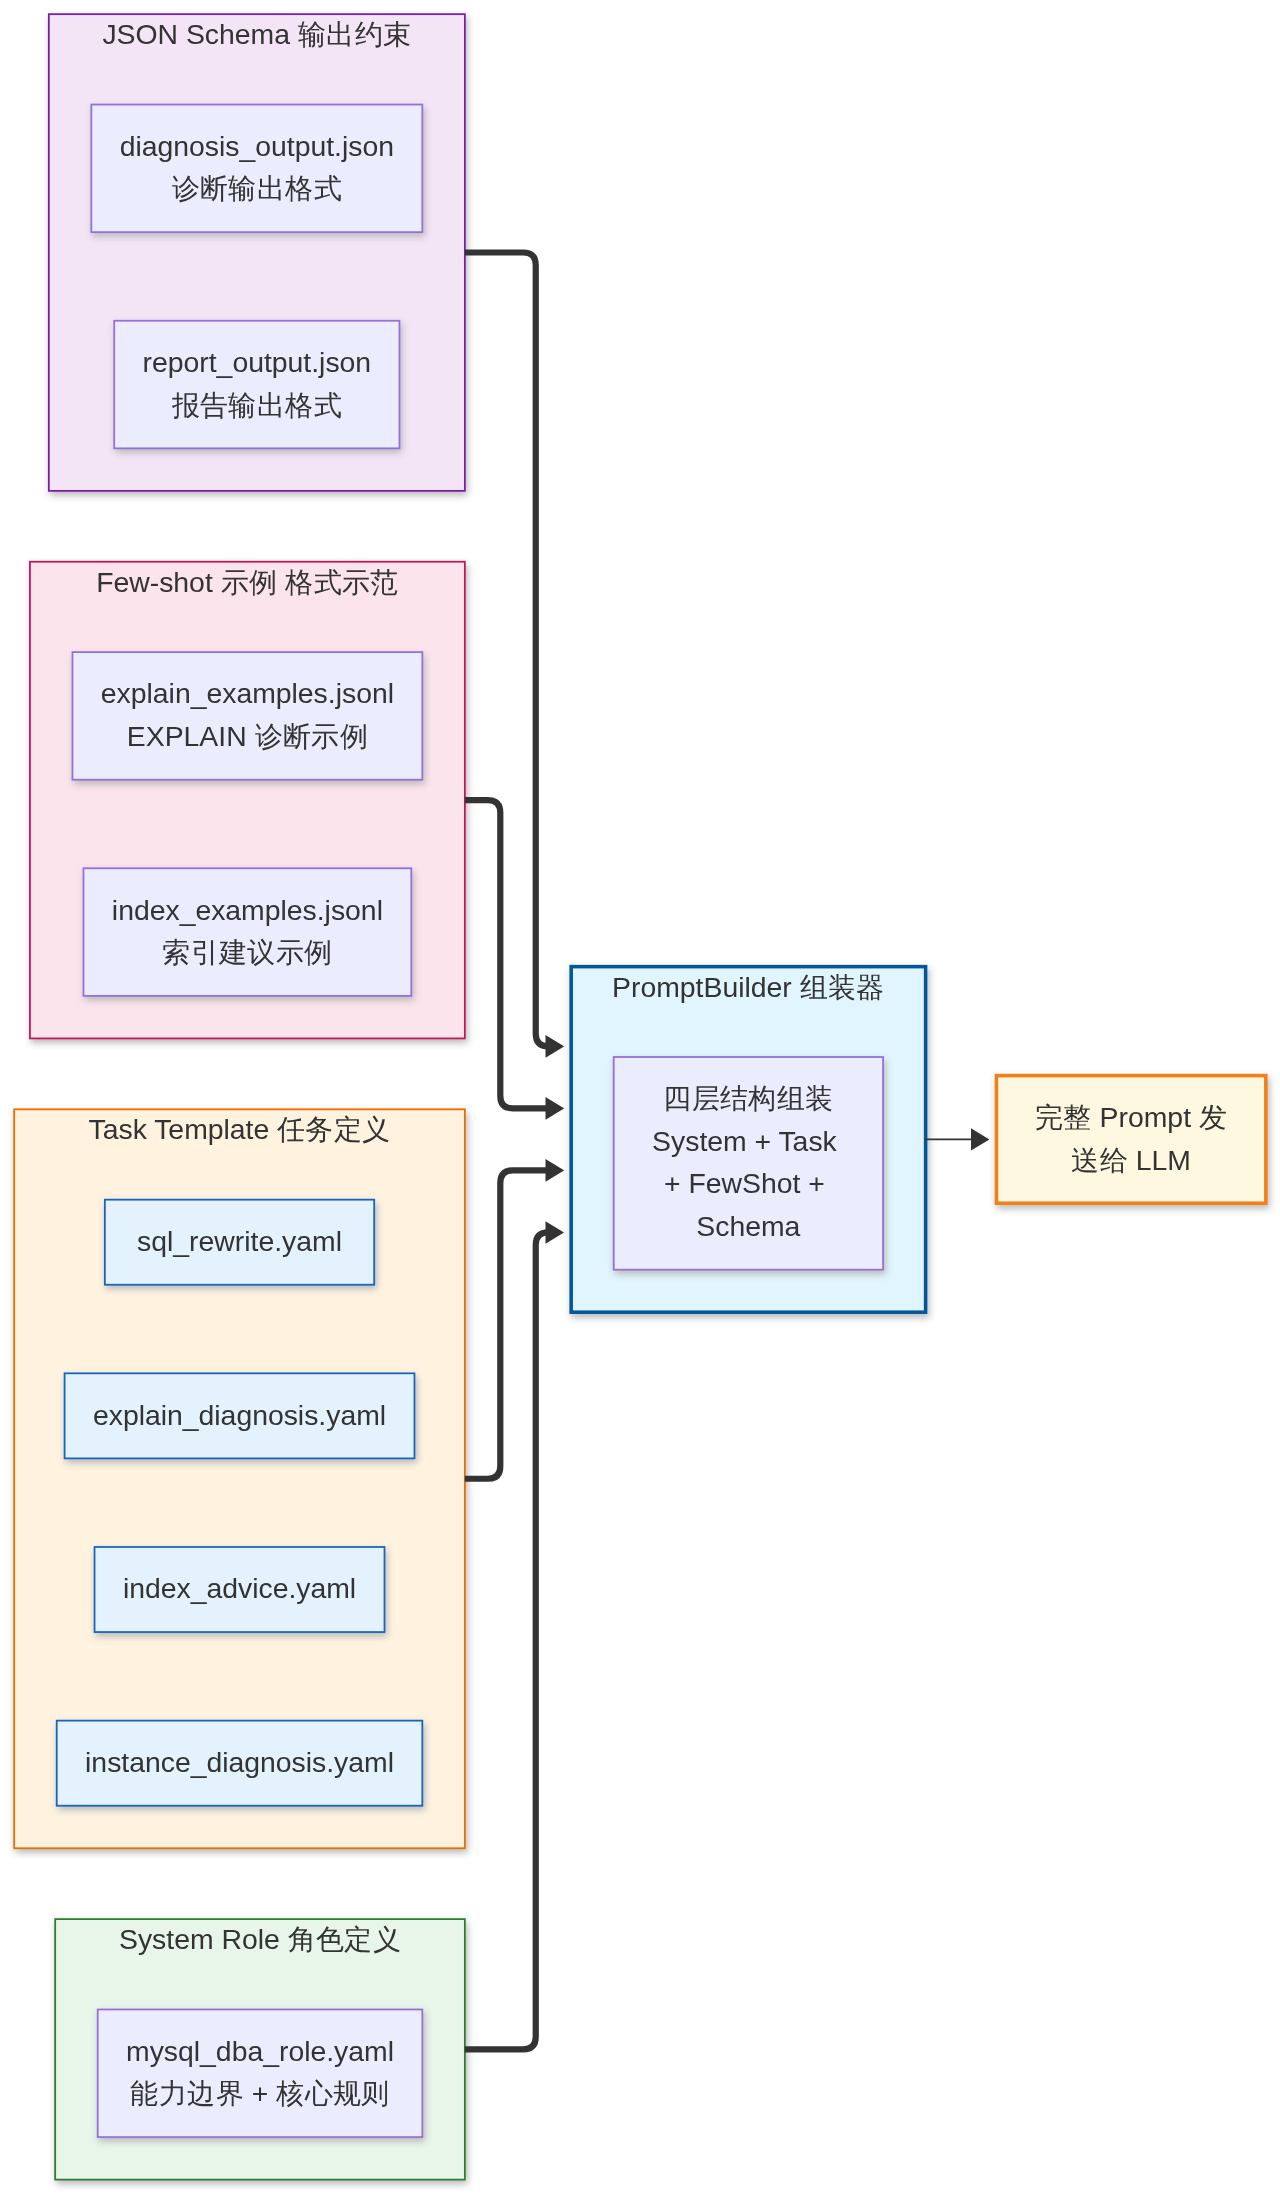 JSON Schema 输出约束
diagnosis_output.json
诊断输出格式
report_output.json
报告输出格式
Few-shot 示例 格式示范
explain_examples.jsonl
EXPLAIN 诊断示例
index_examples.jsonl
索引建议示例
Task Template 任务定义
sql_rewrite.yaml
explain_diagnosis.yaml
index_advice.yaml
instance_diagnosis.yaml
System Role 角色定义
mysql_dba_role.yaml
能力边界 + 核心规则
PromptBuilder 组装器
四层结构组装
System + Task
+ FewShot +
Schema
完整 Prompt 发
送给 LLM